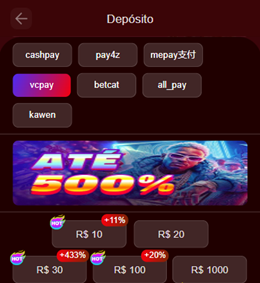 Depósito
cashpay pay4z mepay支付
vcpay betcat all_pay
kawen
ATÉ
500%
HOT +11%
R$ 10 R$ 20
HOT +433% HOT +20%
R$ 30 R$ 100 R$ 1000